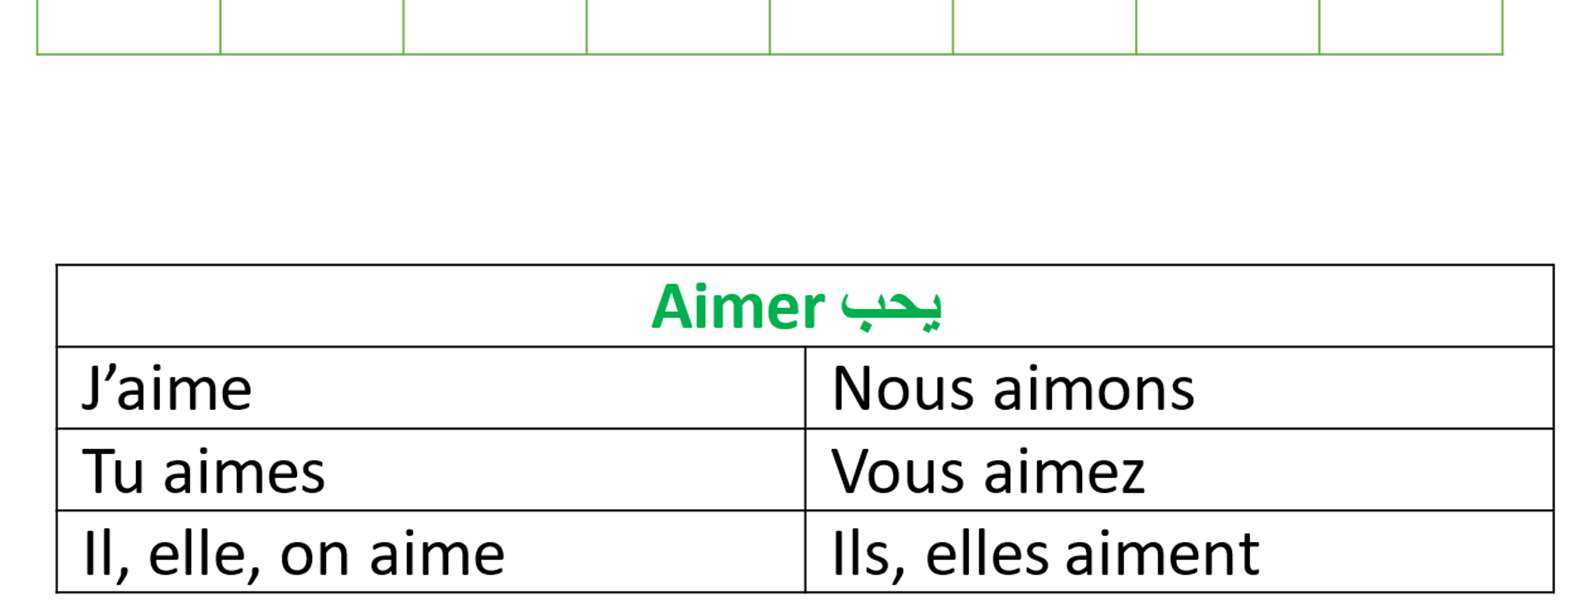 Aimer يحب
J’aime
Nous aimons
Tu aimes
Vous aimez
Il, elle, on aime
Ils, elles aiment